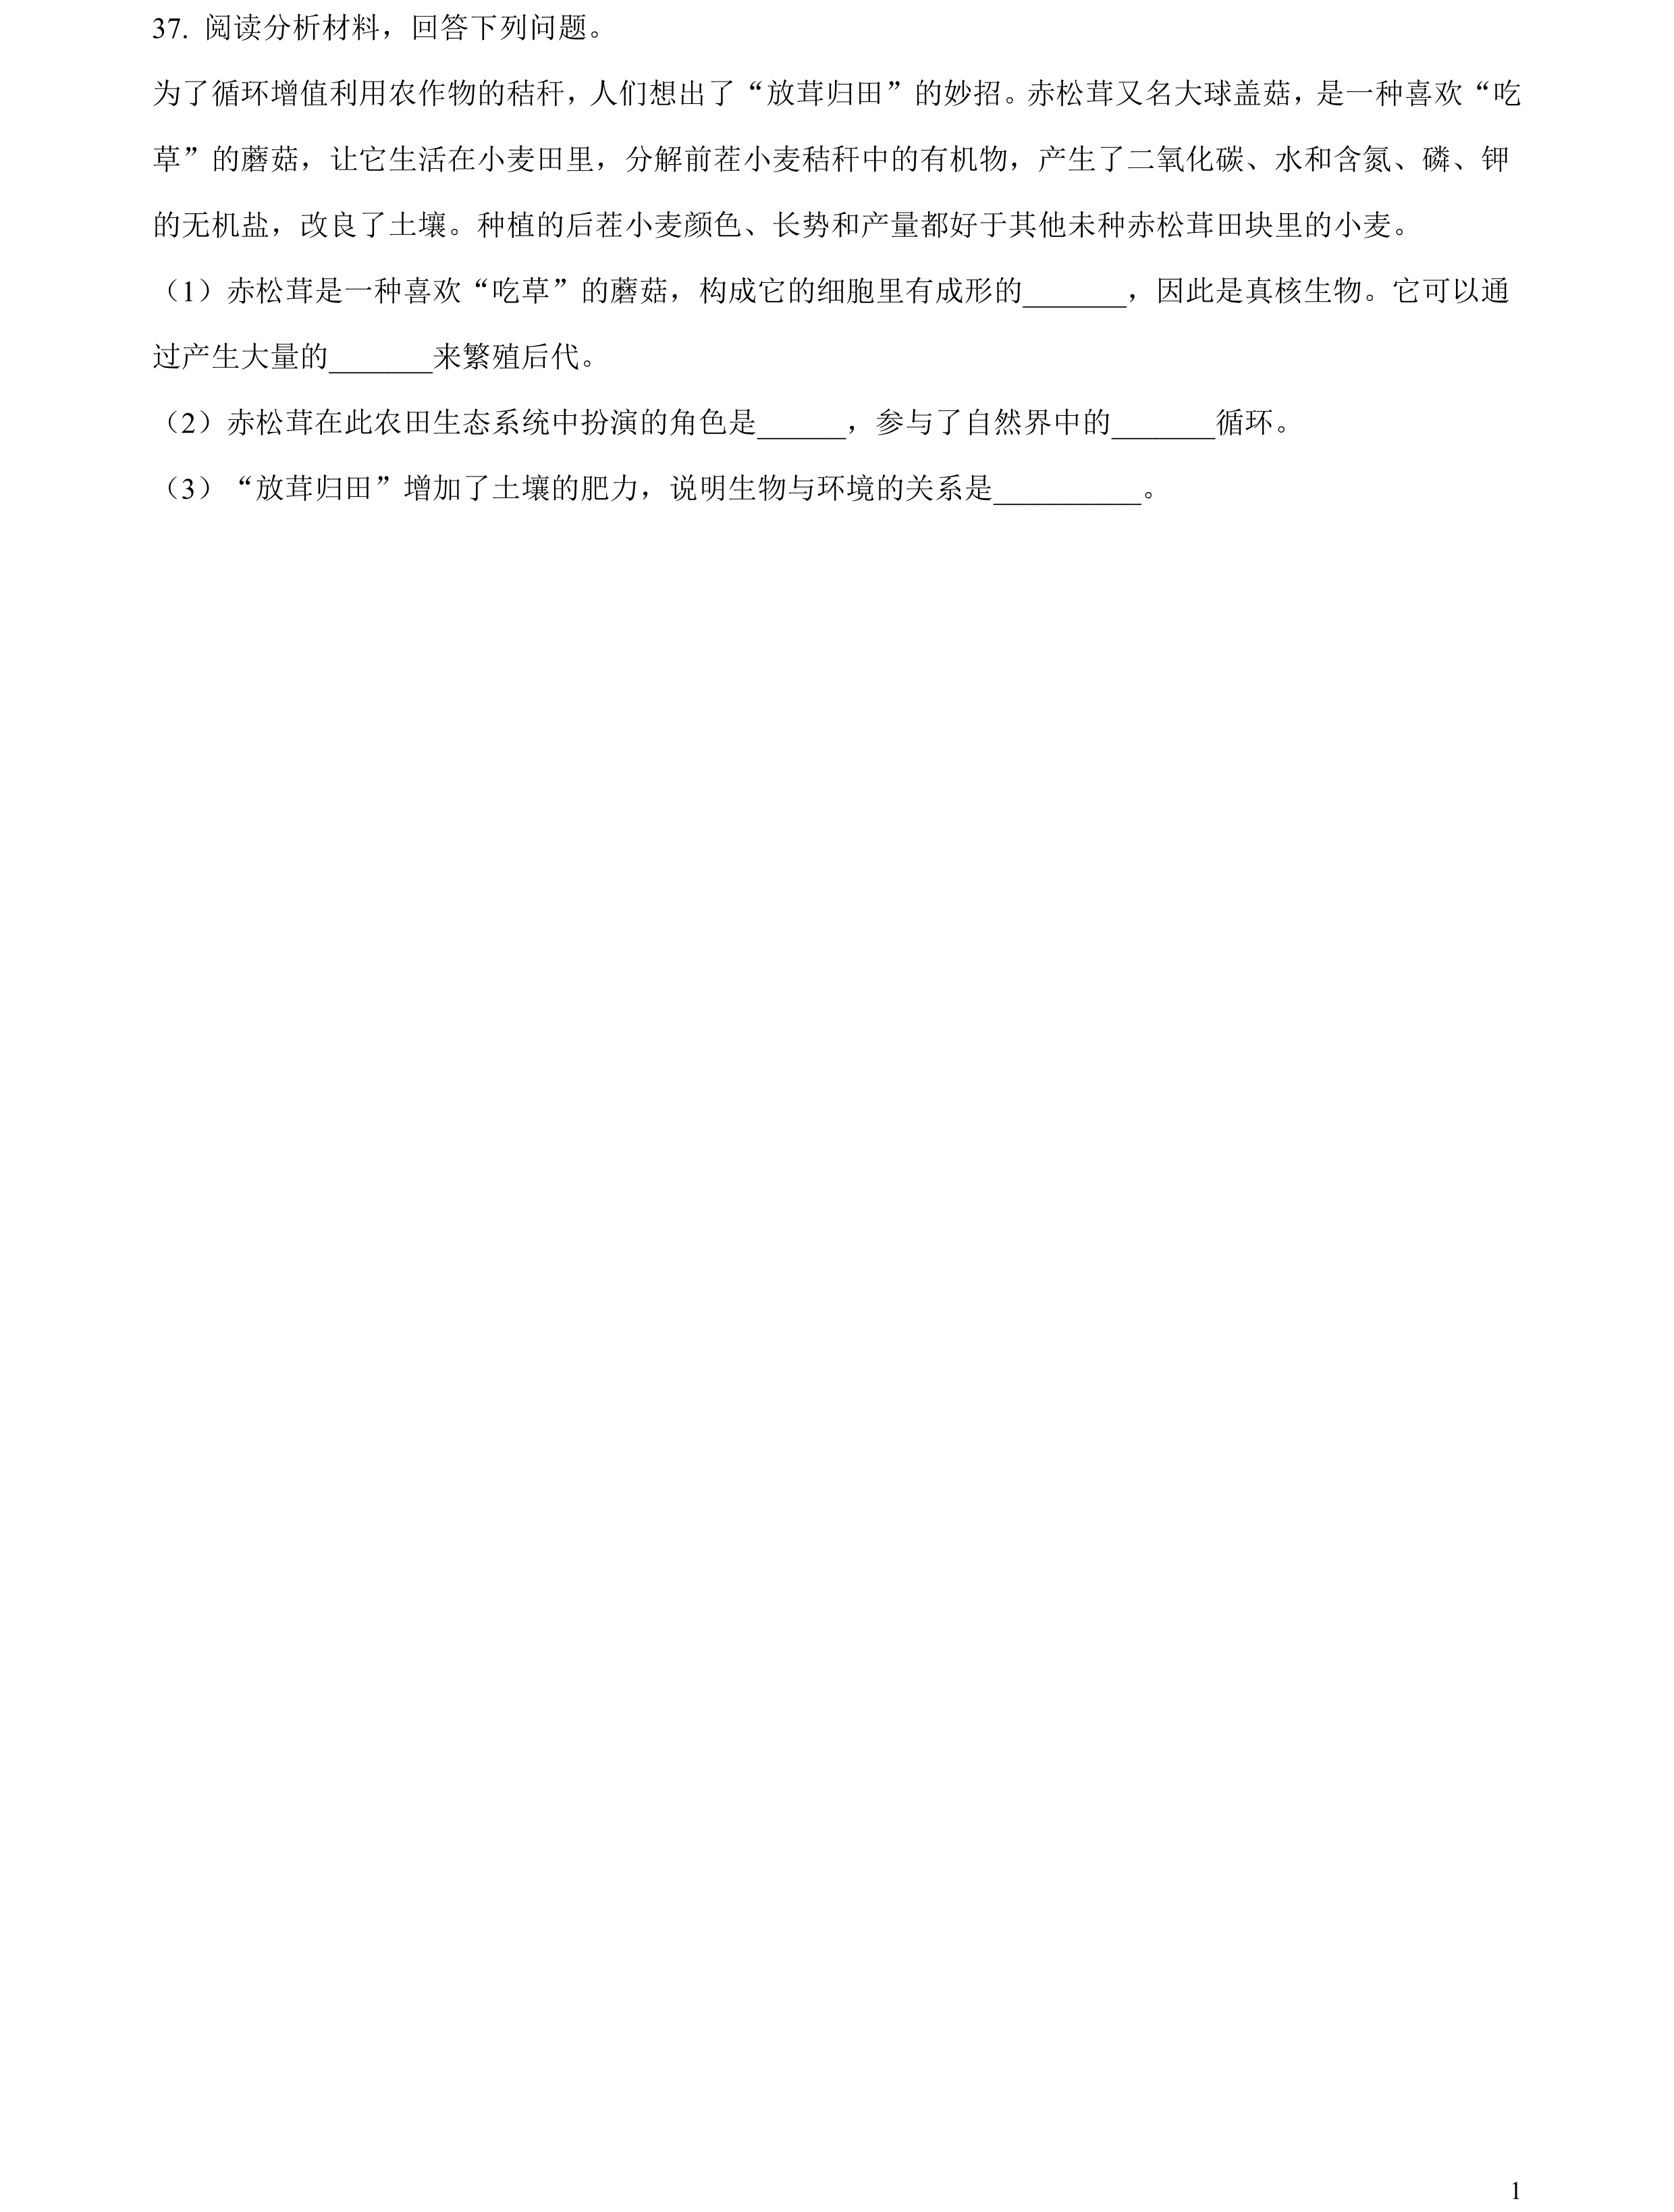 37. 阅读分析材料，回答下列问题。
为了循环增值利用农作物的秸秆，人们想出了“放茸归田”的妙招。赤松茸又名大球盖菇，是一种喜欢“吃
草”的蘑菇，让它生活在小麦田里，分解前茬小麦秸秆中的有机物，产生了二氧化碳、水和含氮、磷、钾
的无机盐，改良了土壤。种植的后茬小麦颜色、长势和产量都好于其他未种赤松茸田块里的小麦。
（1）赤松茸是一种喜欢“吃草”的蘑菇，构成它的细胞里有成形的_______，因此是真核生物。它可以通
过产生大量的_______来繁殖后代。
（2）赤松茸在此农田生态系统中扮演的角色是______，参与了自然界中的_______循环。
（3）“放茸归田”增加了土壤的肥力，说明生物与环境的关系是__________。
1